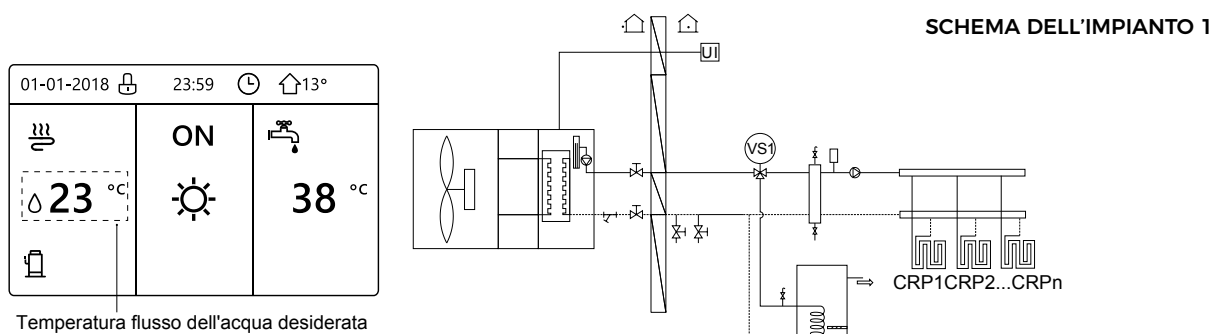 SCHEMA DELL'IMPIANTO 1
01-01-2018 23:59 13°
ON
23 °C
38 °C
Temperatura flusso dell'acqua desiderata
UI
VS1
CRP1CRP2...CRPn